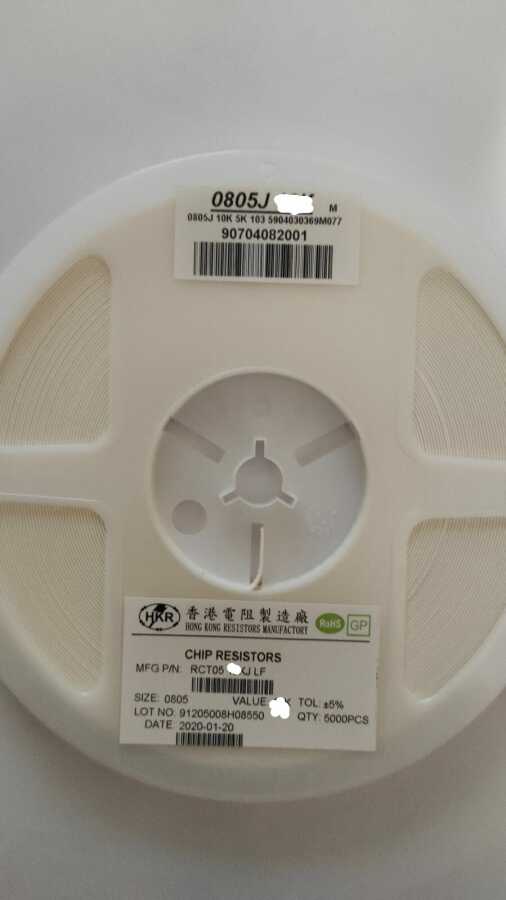 0805J
M
0805J 10K 5K 103 5904030369M077
90704082001
HKR 香港電阻製造廠 RoHS GP
HONG KONG RESISTORS MANUFACTORY
CHIP RESISTORS
MFG P/N: RCT05 J LF
SIZE: 0805 VALUE: K TOL: ±5%
LOT NO: 91205008H08550 QTY: 5000PCS
DATE: 2020-01-20